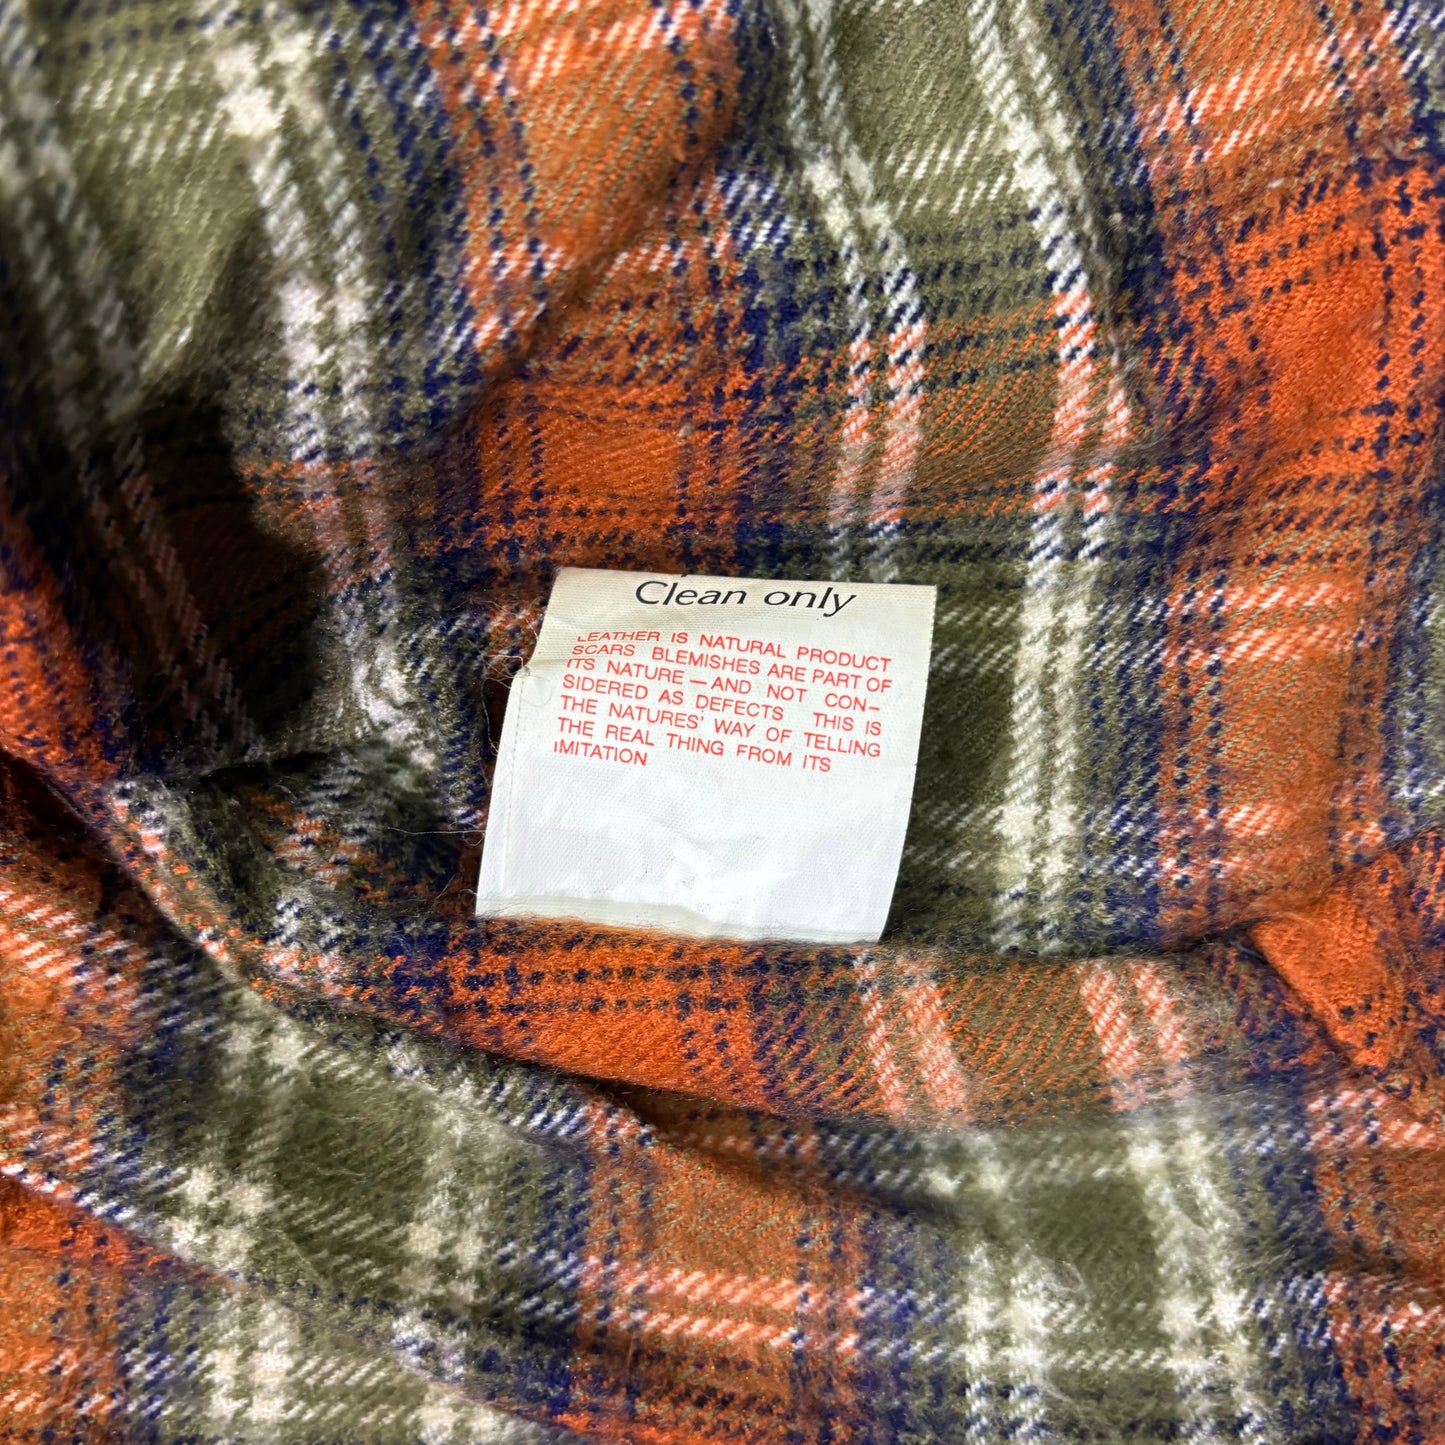 Clean only
LEATHER IS NATURAL PRODUCT
SCARS BLEMISHES ARE PART OF
ITS NATURE — AND NOT CON–
SIDERED AS DEFECTS THIS IS
THE NATURES' WAY OF TELLING
THE REAL THING FROM ITS
IMITATION